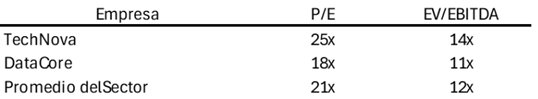 Empresa P/E EV/EBITDA
TechNova 25x 14x
DataCore 18x 11x
Promedio delSector 21x 12x